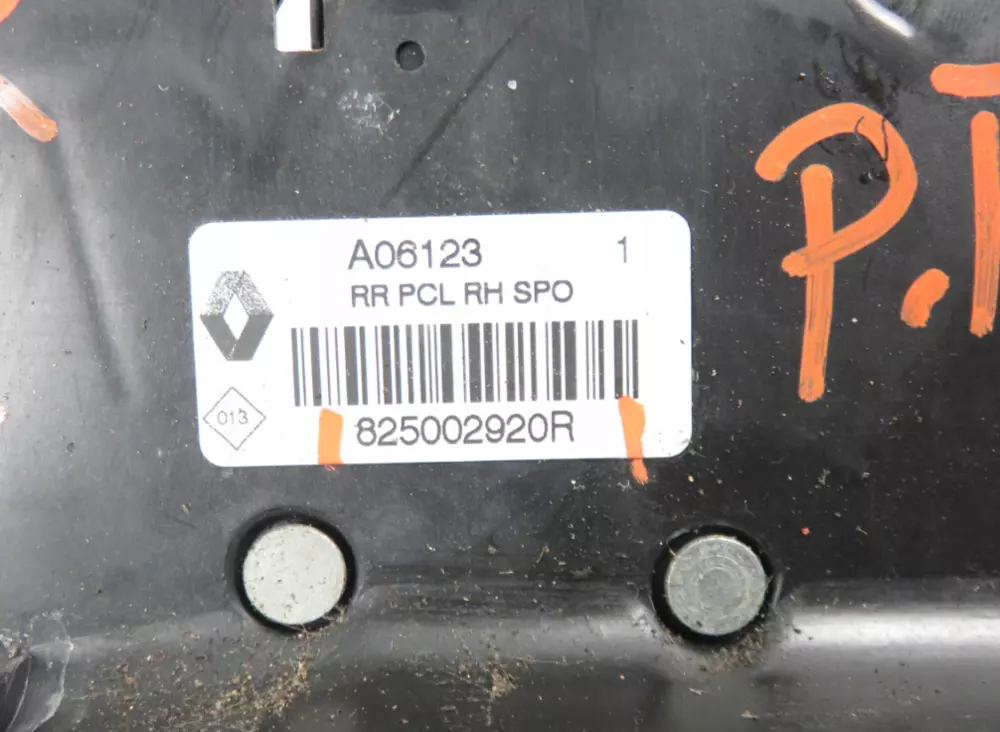 P.T
A06123 1
RR PCL RH SPO
013
825002920R